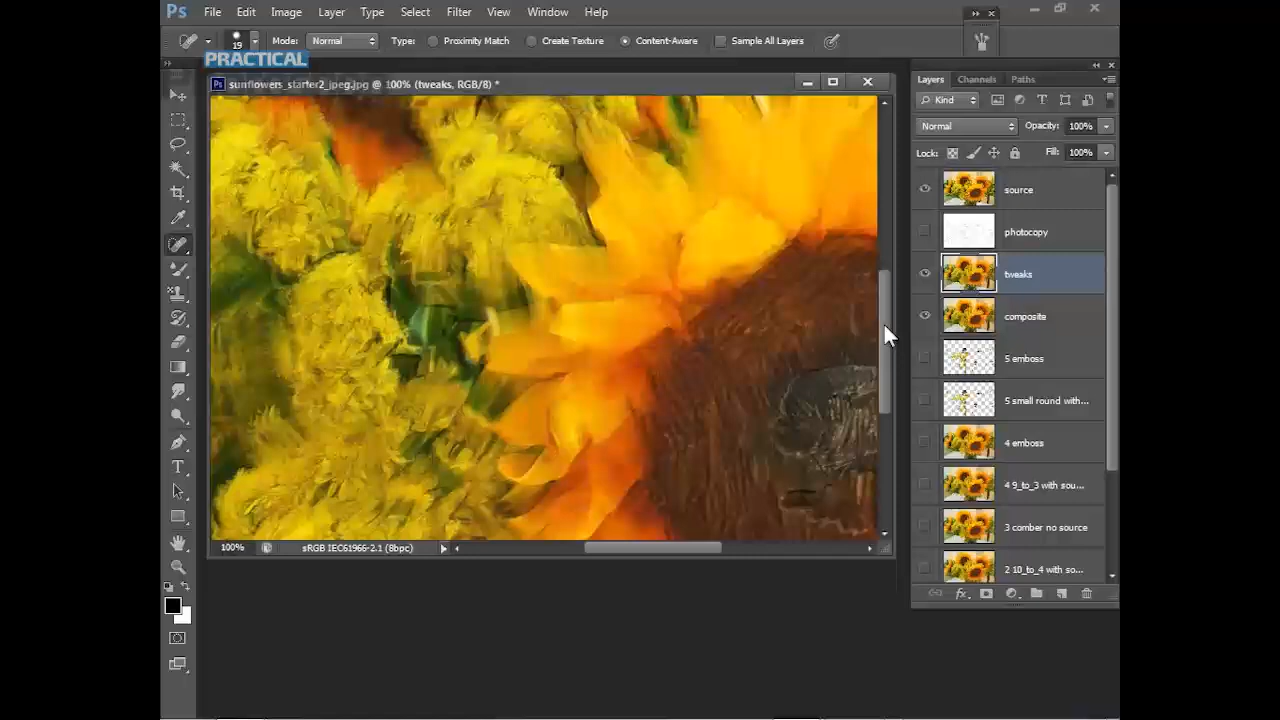 Ps File Edit Image Layer Type Select Filter View Window Help
19 Mode: Normal Type: Proximity Match Create Texture Content-Aware Sample All Layers
PRACTICAL
sunflowers_starter2_jpeg.jpg @ 100% (tweaks, RGB/8) *
100% sRGB IEC61966-2.1 (8bpc)
Layers Channels Paths
Kind
Normal Opacity: 100%
Lock: Fill: 100%
source
photocopy
tweaks
composite
5 emboss
5 small round with...
4 emboss
4 9_to_3 with sou...
3 comber no source
2 10_to_4 with so...
fx